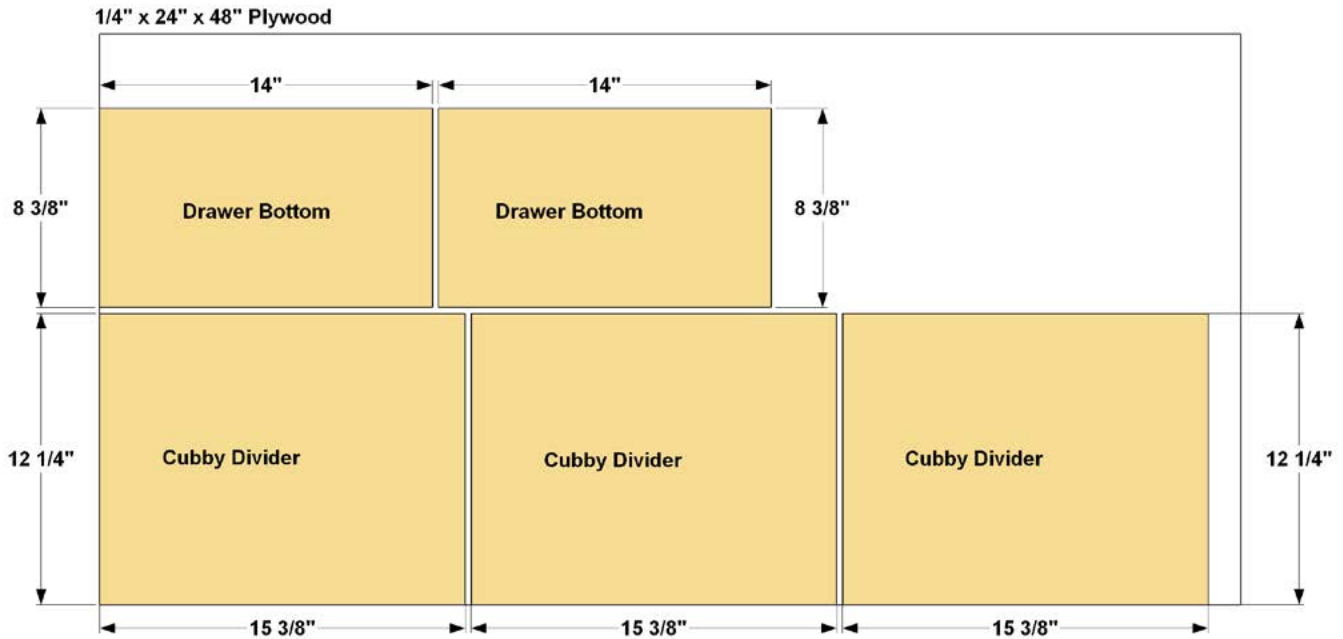 1/4" x 24" x 48" Plywood
14"
14"
8 3/8"
Drawer Bottom
Drawer Bottom
8 3/8"
12 1/4"
Cubby Divider
Cubby Divider
Cubby Divider
12 1/4"
15 3/8"
15 3/8"
15 3/8"